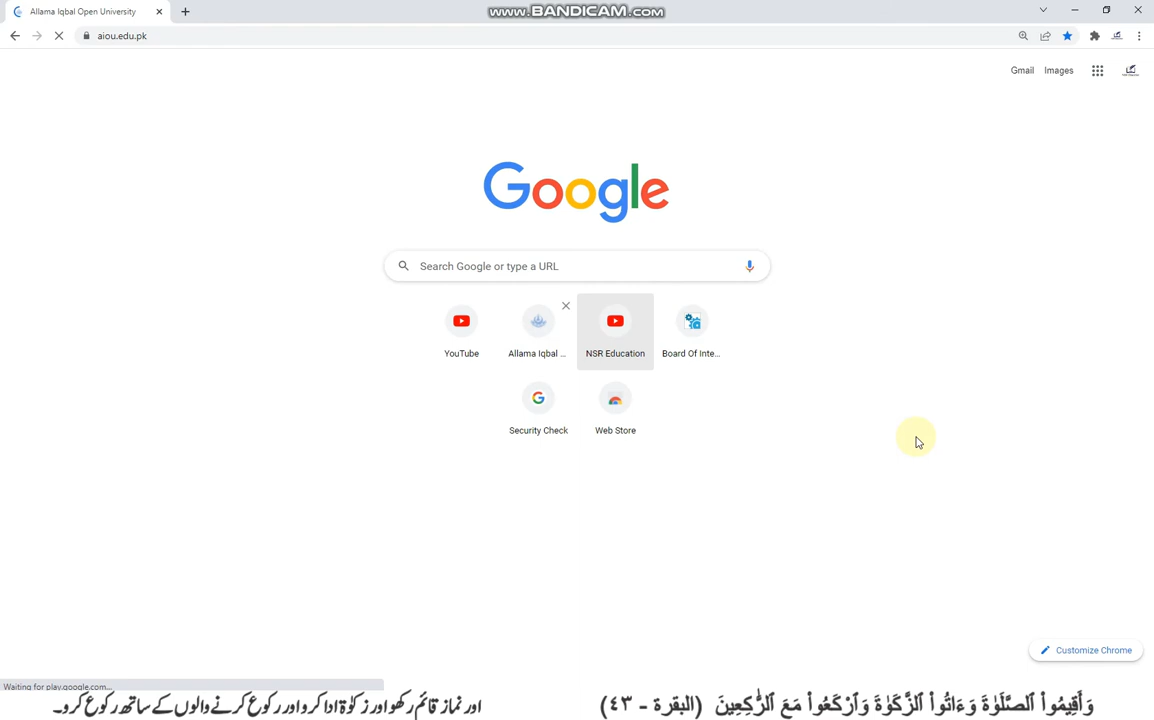 Allama Iqbal Open University
www.BANDICAM.com
aiou.edu.pk
Gmail
Images
Google
Search Google or type a URL
YouTube
Allama Iqbal ...
NSR Education
Board Of Inte...
Security Check
Web Store
Customize Chrome
Waiting for play.google.com...
وَأَقِيمُواْ ٱلصَّلَوٰةَ وَءَاتُواْ ٱلزَّكَوٰةَ وَٱرْكَعُواْ مَعَ ٱلرَّٰكِعِينَ (البقرة - ٤٣)
اور نماز قائم رکھو اور زکوٰۃ ادا کرو اور رکوع کرنے والوں کے ساتھ رکوع کرو۔